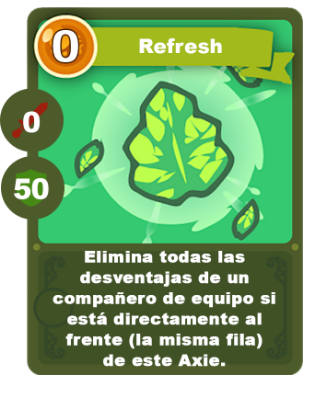 0
Refresh
0
50
Elimina todas las
desventajas de un
compañero de equipo si
está directamente al
frente (la misma fila)
de este Axie.